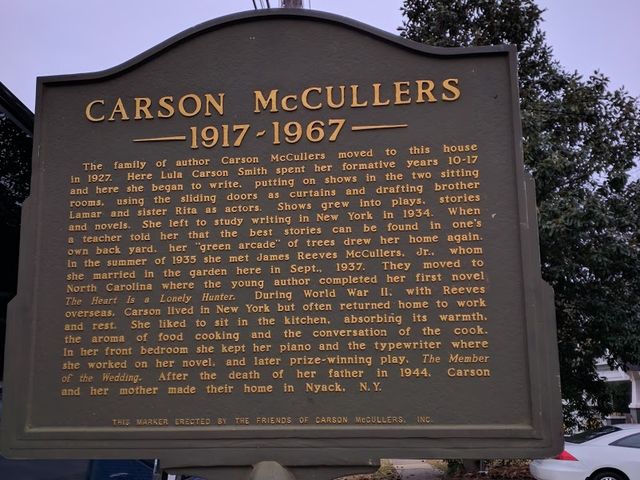 CARSON McCULLERS
1917-1967
The family of author Carson McCullers moved to this house
in 1927. Here Lula Carson Smith spent her formative years 10-17
and here she began to write, putting on shows in the two sitting
rooms, using the sliding doors as curtains and drafting brother
Lamar and sister Rita as actors. Shows grew into plays, stories
and novels. She left to study writing in New York in 1934. When
a teacher told her that the best stories can be found in one's
own back yard, her "green arcade" of trees drew her home again.
In the summer of 1935 she met James Reeves McCullers, Jr., whom
she married in the garden here in Sept., 1937. They moved to
North Carolina where the young author completed her first novel
The Heart Is a Lonely Hunter. During World War II, with Reeves
overseas, Carson lived in New York but often returned home to work
and rest. She liked to sit in the kitchen, absorbing its warmth,
the aroma of food cooking and the conversation of the cook.
In her front bedroom she kept her piano and the typewriter where
she worked on her novel, and later prize-winning play, The Member
of the Wedding. After the death of her father in 1944, Carson
and her mother made their home in Nyack, N.Y.
THIS MARKER ERECTED BY THE FRIENDS OF CARSON McCULLERS, INC.